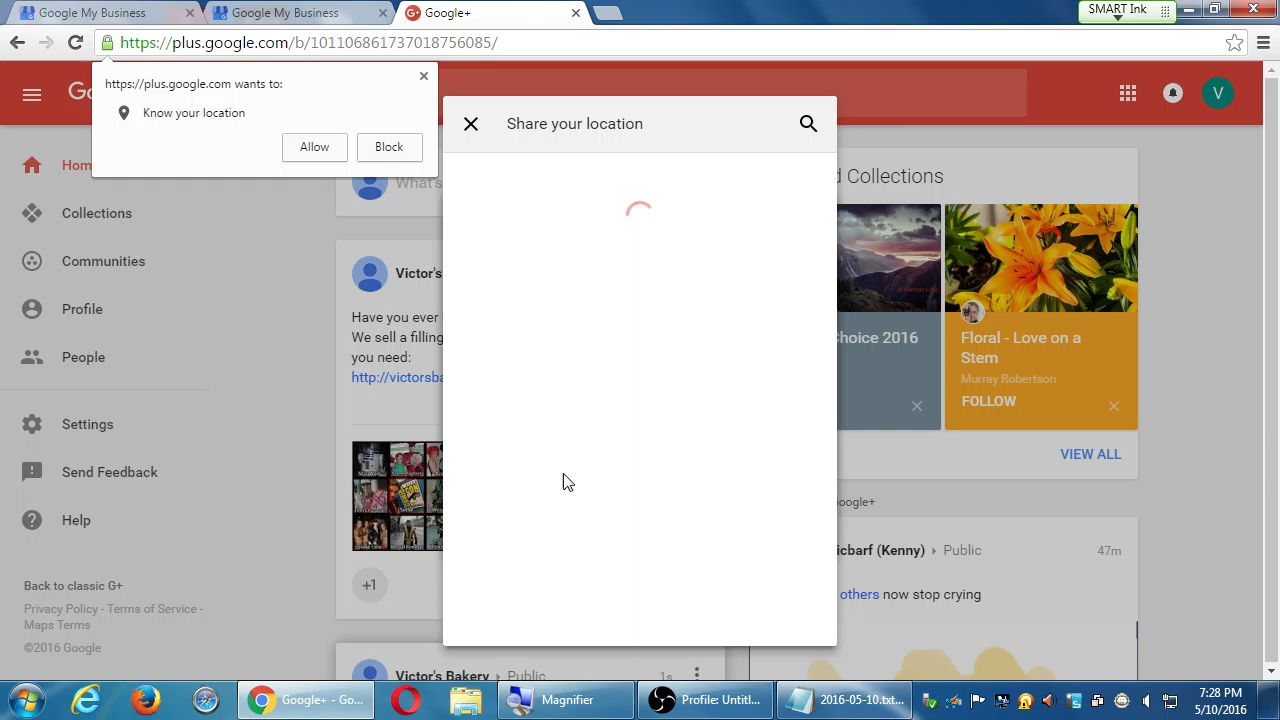 Google My Business
Google My Business
Google+
SMART Ink
https://plus.google.com/b/101106861737018756085/
https://plus.google.com wants to:
Know your location
Allow
Block
Go
V
Share your location
Home
Collections
Communities
Profile
People
Settings
Send Feedback
Help
Back to classic G+
Privacy Policy - Terms of Service -
Maps Terms
©2016 Google
What's
Victor's
Have you ever
We sell a filling
you need:
http://victorsba
+1
Victor's Bakery
Public
1s
d Collections
Choice 2016
Floral - Love on a
Stem
Murray Robertson
FOLLOW
VIEW ALL
oogle+
icbarf (Kenny)
Public
47m
others now stop crying
Google+ - Go...
Magnifier
Profile: Untitl...
2016-05-10.txt...
7:28 PM
5/10/2016